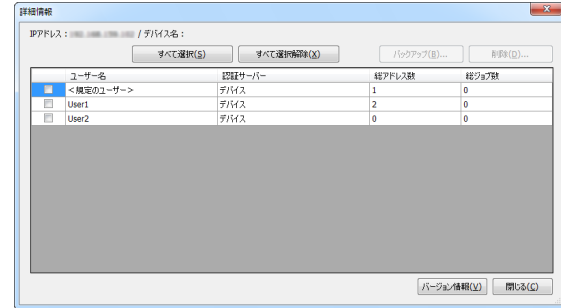 詳細情報
IPアドレス： / デバイス名：
すべて選択(S) すべて選択解除(X) バックアップ(B)... 削除(D)...
ユーザー名 認証サーバー 総アドレス数 総ジョブ数
＜規定のユーザー＞ デバイス 1 0
User1 デバイス 2 0
User2 デバイス 0 0
バージョン情報(V) 閉じる(C)